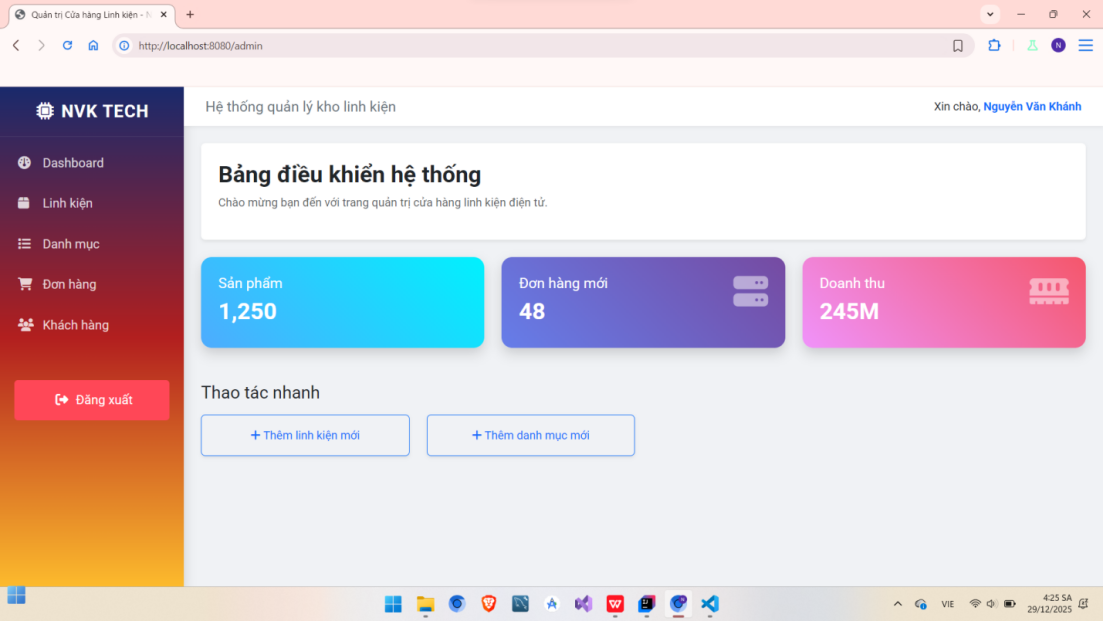 Quản trị Cửa hàng Linh kiện - N
http://localhost:8080/admin
N
NVK TECH
Hệ thống quản lý kho linh kiện
Xin chào, Nguyễn Văn Khánh
Dashboard
Linh kiện
Danh mục
Đơn hàng
Khách hàng
Đăng xuất
Bảng điều khiển hệ thống
Chào mừng bạn đến với trang quản trị cửa hàng linh kiện điện tử.
Sản phẩm
1,250
Đơn hàng mới
48
Doanh thu
245M
Thao tác nhanh
+ Thêm linh kiện mới
+ Thêm danh mục mới
VIE
4:25 SA
29/12/2025